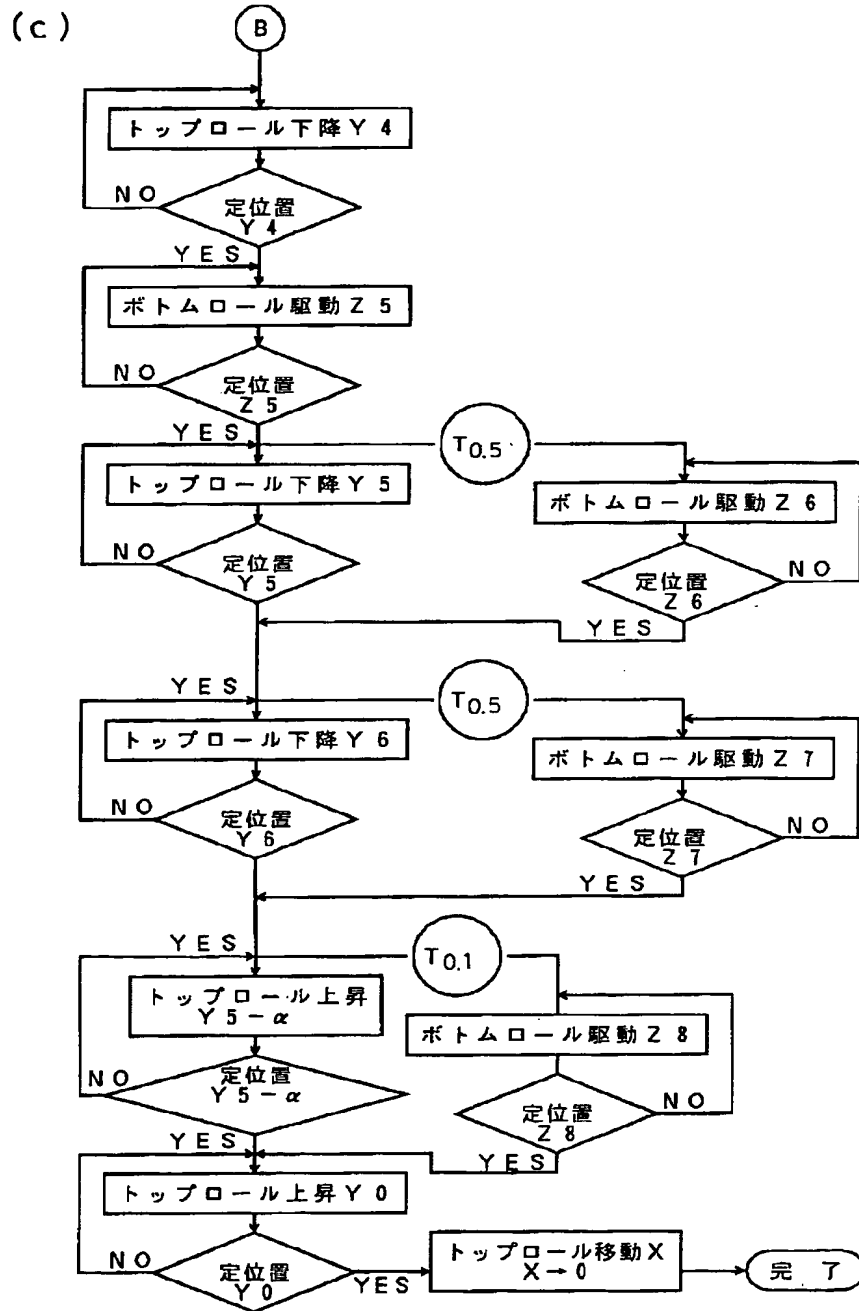 (c)
B
トップロール下降Y4
NO
定位置
Y4
YES
ボトムロール駆動Z5
NO
定位置
Z5
YES
T0.5
トップロール下降Y5
ボトムロール駆動Z6
NO
定位置
Y5
定位置
Z6
NO
YES
YES
T0.5
トップロール下降Y6
ボトムロール駆動Z7
NO
定位置
Y6
定位置
Z7
NO
YES
YES
T0.1
トップロール上昇
Y5-α
ボトムロール駆動Z8
NO
定位置
Y5-α
定位置
Z8
NO
YES
YES
トップロール上昇Y0
NO
定位置
Y0
YES
トップロール移動X
X→0
完了